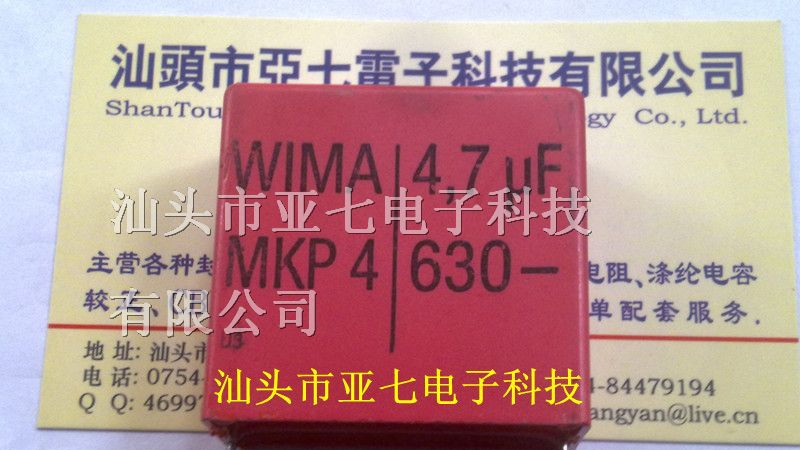 汕頭市亞七電子科技有限公司
ShanTou gy Co., Ltd.
WIMA 4,7 µF
汕头市亚七电子科技
MKP 4 630–
主营各种 电阻、涤纶电容
有限公司
单配套服务.
地址: 汕头市
D3
电话: 0754- -84479194
汕头市亚七电子科技
Q Q: 4699 angyan@live.cn